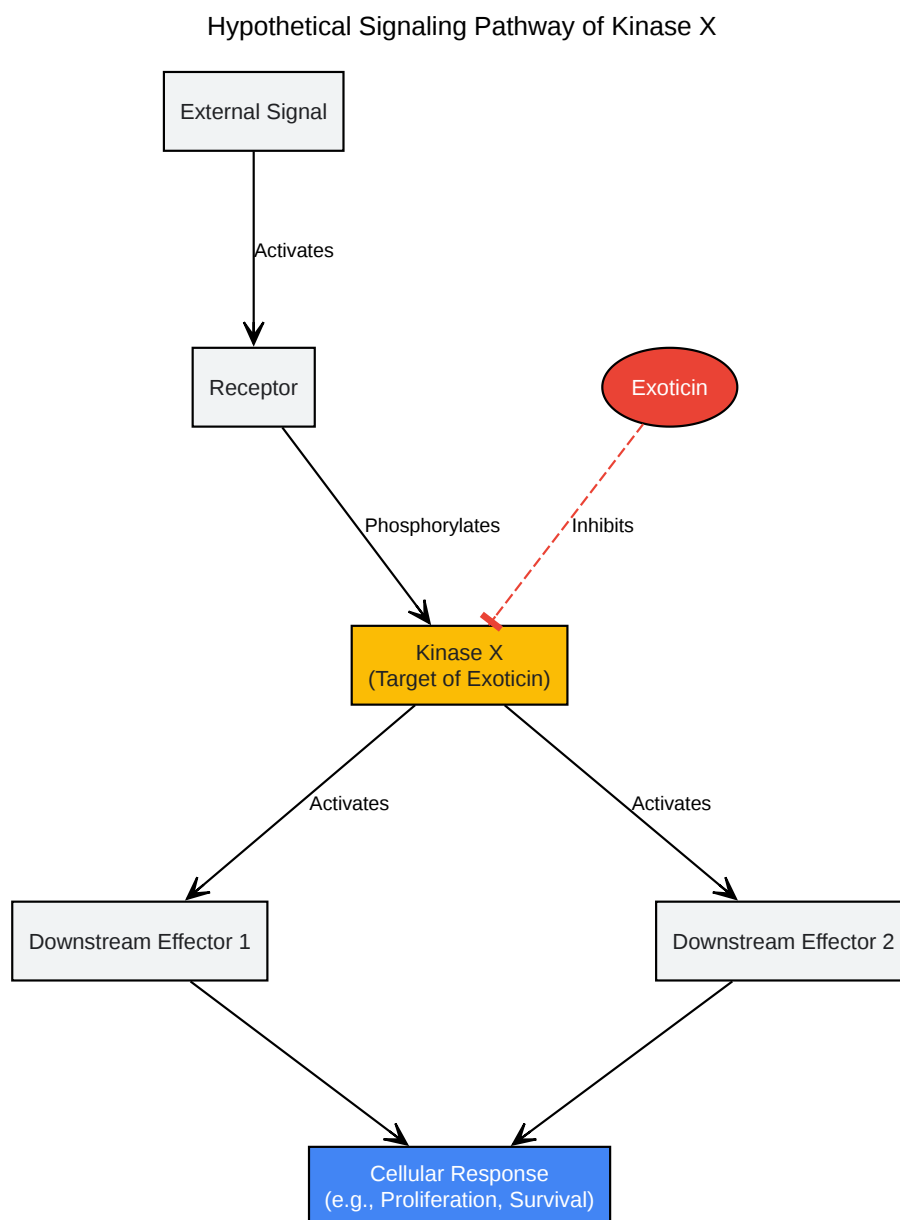 Hypothetical Signaling Pathway of Kinase X
External Signal
Activates
Receptor
Exoticin
Phosphorylates
Inhibits
Kinase X
(Target of Exoticin)
Activates
Activates
Downstream Effector 1
Downstream Effector 2
Cellular Response
(e.g., Proliferation, Survival)